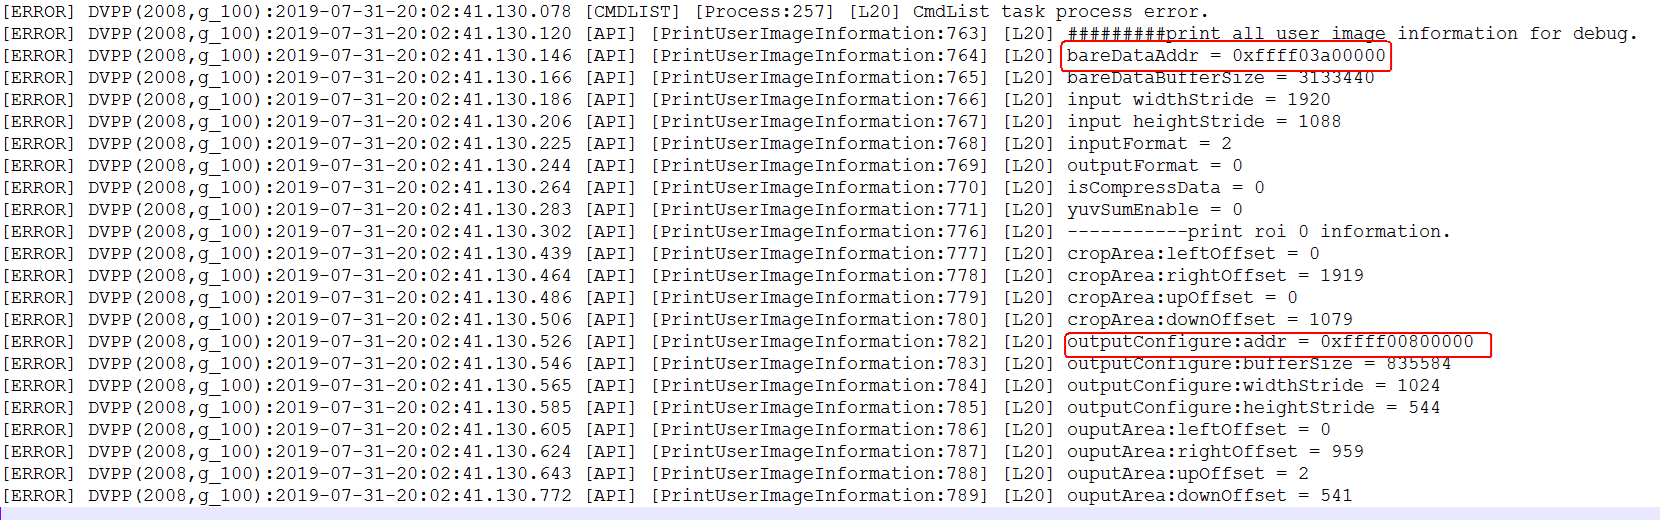 [ERROR] DVPP(2008,g_100):2019-07-31-20:02:41.130.078 [CMDLIST] [Process:257] [L20] CmdList task process error.
[ERROR] DVPP(2008,g_100):2019-07-31-20:02:41.130.120 [API] [PrintUserImageInformation:763] [L20] #########print all user image information for debug.
[ERROR] DVPP(2008,g_100):2019-07-31-20:02:41.130.146 [API] [PrintUserImageInformation:764] [L20] bareDataAddr = 0xffff03a00000
[ERROR] DVPP(2008,g_100):2019-07-31-20:02:41.130.166 [API] [PrintUserImageInformation:765] [L20] bareDataBufferSize = 3133440
[ERROR] DVPP(2008,g_100):2019-07-31-20:02:41.130.186 [API] [PrintUserImageInformation:766] [L20] input widthStride = 1920
[ERROR] DVPP(2008,g_100):2019-07-31-20:02:41.130.206 [API] [PrintUserImageInformation:767] [L20] input heightStride = 1088
[ERROR] DVPP(2008,g_100):2019-07-31-20:02:41.130.225 [API] [PrintUserImageInformation:768] [L20] inputFormat = 2
[ERROR] DVPP(2008,g_100):2019-07-31-20:02:41.130.244 [API] [PrintUserImageInformation:769] [L20] outputFormat = 0
[ERROR] DVPP(2008,g_100):2019-07-31-20:02:41.130.264 [API] [PrintUserImageInformation:770] [L20] isCompressData = 0
[ERROR] DVPP(2008,g_100):2019-07-31-20:02:41.130.283 [API] [PrintUserImageInformation:771] [L20] yuvSumEnable = 0
[ERROR] DVPP(2008,g_100):2019-07-31-20:02:41.130.302 [API] [PrintUserImageInformation:776] [L20] -----------print roi 0 information.
[ERROR] DVPP(2008,g_100):2019-07-31-20:02:41.130.439 [API] [PrintUserImageInformation:777] [L20] cropArea:leftOffset = 0
[ERROR] DVPP(2008,g_100):2019-07-31-20:02:41.130.464 [API] [PrintUserImageInformation:778] [L20] cropArea:rightOffset = 1919
[ERROR] DVPP(2008,g_100):2019-07-31-20:02:41.130.486 [API] [PrintUserImageInformation:779] [L20] cropArea:upOffset = 0
[ERROR] DVPP(2008,g_100):2019-07-31-20:02:41.130.506 [API] [PrintUserImageInformation:780] [L20] cropArea:downOffset = 1079
[ERROR] DVPP(2008,g_100):2019-07-31-20:02:41.130.526 [API] [PrintUserImageInformation:782] [L20] outputConfigure:addr = 0xffff00800000
[ERROR] DVPP(2008,g_100):2019-07-31-20:02:41.130.546 [API] [PrintUserImageInformation:783] [L20] outputConfigure:bufferSize = 835584
[ERROR] DVPP(2008,g_100):2019-07-31-20:02:41.130.565 [API] [PrintUserImageInformation:784] [L20] outputConfigure:widthStride = 1024
[ERROR] DVPP(2008,g_100):2019-07-31-20:02:41.130.585 [API] [PrintUserImageInformation:785] [L20] outputConfigure:heightStride = 544
[ERROR] DVPP(2008,g_100):2019-07-31-20:02:41.130.605 [API] [PrintUserImageInformation:786] [L20] ouputArea:leftOffset = 0
[ERROR] DVPP(2008,g_100):2019-07-31-20:02:41.130.624 [API] [PrintUserImageInformation:787] [L20] ouputArea:rightOffset = 959
[ERROR] DVPP(2008,g_100):2019-07-31-20:02:41.130.643 [API] [PrintUserImageInformation:788] [L20] ouputArea:upOffset = 2
[ERROR] DVPP(2008,g_100):2019-07-31-20:02:41.130.772 [API] [PrintUserImageInformation:789] [L20] ouputArea:downOffset = 541